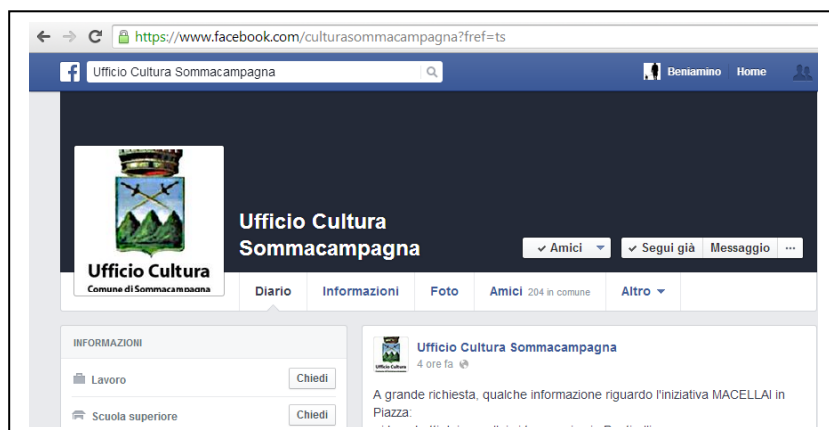 https://www.facebook.com/culturasommacampagna?fref=ts
Ufficio Cultura Sommacampagna
Beniamino Home
Ufficio Cultura
Sommacampagna
Amici
Segui già Messaggio ...
Ufficio Cultura
Comune di Sommacampagna
Diario Informazioni Foto Amici 204 in comune Altro
INFORMAZIONI
Lavoro Chiedi
Scuola superiore Chiedi
Ufficio Cultura
Ufficio Cultura Sommacampagna
4 ore fa
A grande richiesta, qualche informazione riguardo l'iniziativa MACELLAI in
Piazza: